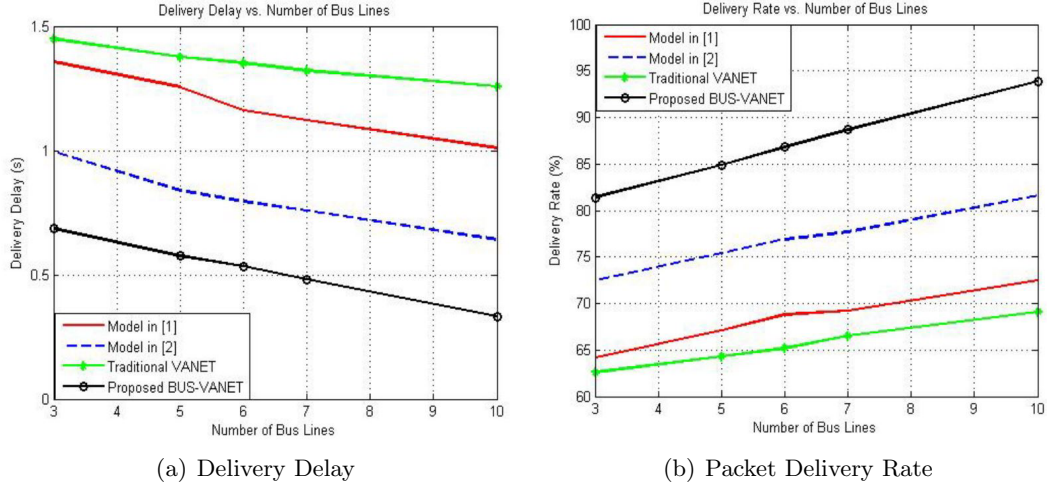 Delivery Delay vs. Number of Bus Lines
1.5
1
0.5
0
Delivery Delay (s)
Model in [1]
Model in [2]
Traditional VANET
Proposed BUS-VANET
3 4 5 6 7 8 9 10
Number of Bus Lines
(a) Delivery Delay
Delivery Rate vs. Number of Bus Lines
100
95
90
85
80
75
70
65
60
Delivery Rate (%)
Model in [1]
Model in [2]
Traditional VANET
Proposed BUS-VANET
3 4 5 6 7 8 9 10
Number of Bus Lines
(b) Packet Delivery Rate